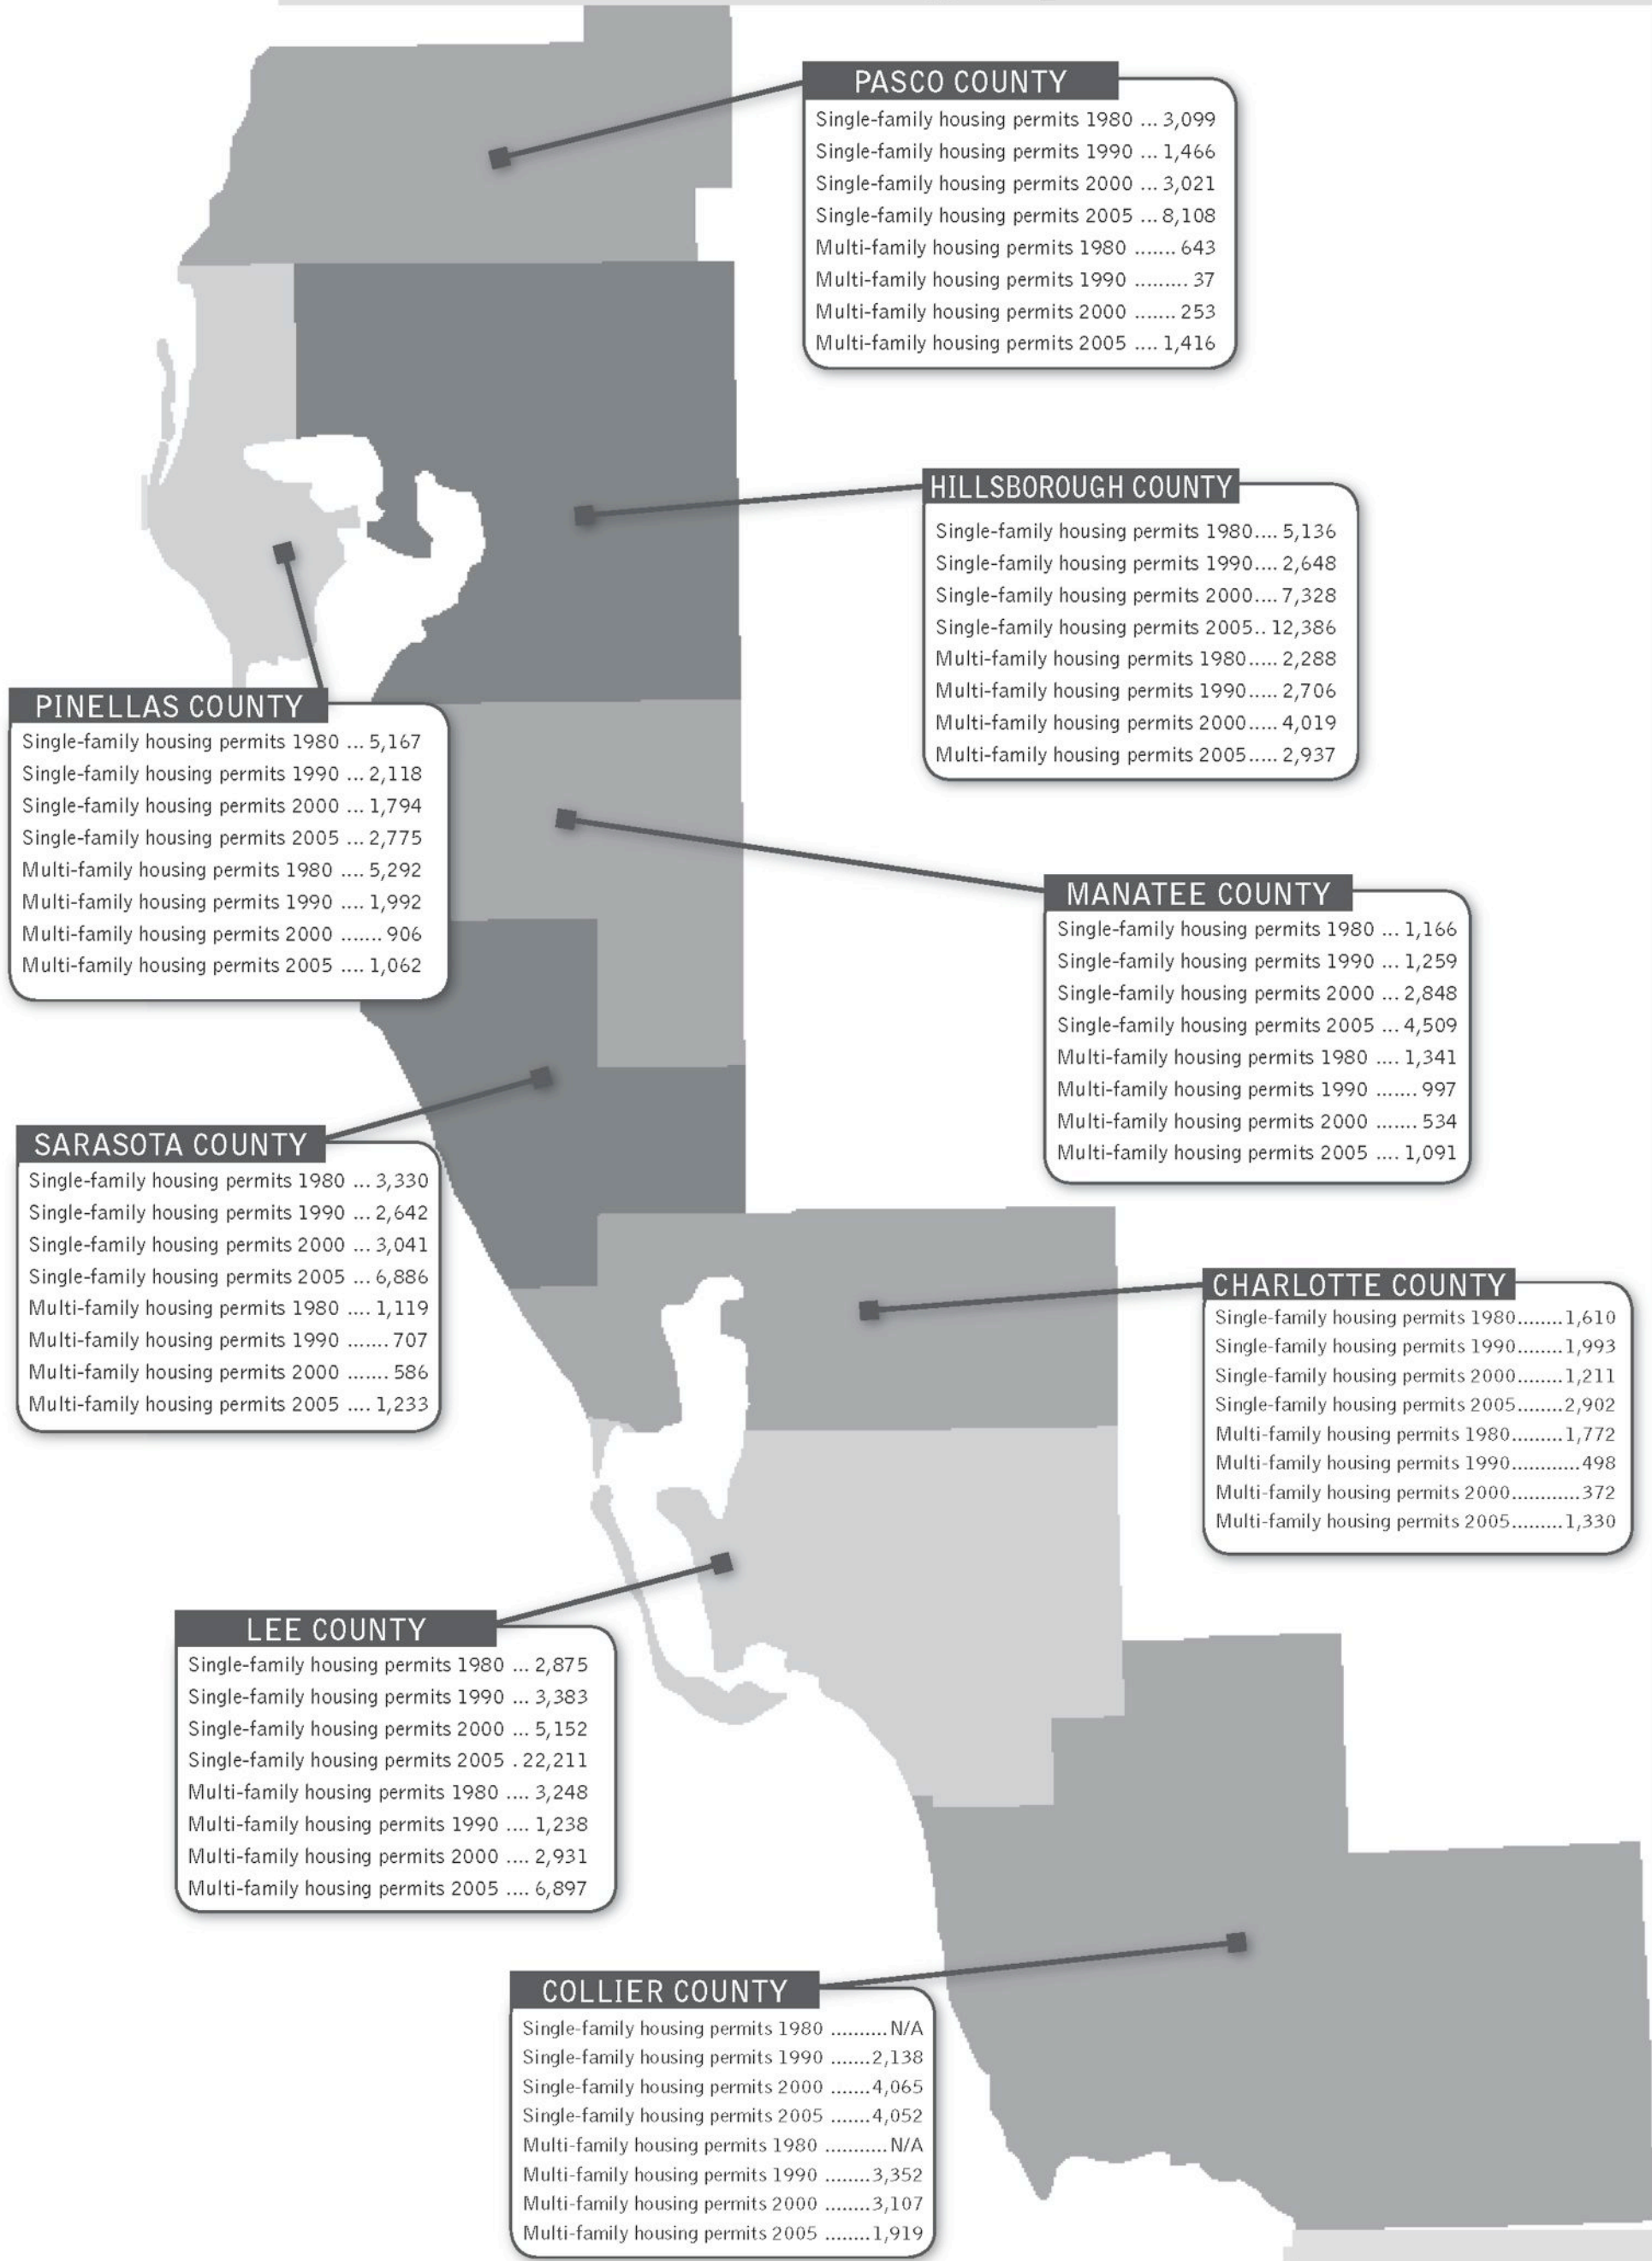 PASCO COUNTY
Single-family housing permits 1980 ... 3,099
Single-family housing permits 1990 ... 1,466
Single-family housing permits 2000 ... 3,021
Single-family housing permits 2005 ... 8,108
Multi-family housing permits 1980 ....... 643
Multi-family housing permits 1990 ......... 37
Multi-family housing permits 2000 ....... 253
Multi-family housing permits 2005 .... 1,416
HILLSBOROUGH COUNTY
Single-family housing permits 1980.... 5,136
Single-family housing permits 1990.... 2,648
Single-family housing permits 2000.... 7,328
Single-family housing permits 2005.. 12,386
Multi-family housing permits 1980..... 2,288
Multi-family housing permits 1990..... 2,706
Multi-family housing permits 2000..... 4,019
Multi-family housing permits 2005..... 2,937
PINELLAS COUNTY
Single-family housing permits 1980 ... 5,167
Single-family housing permits 1990 ... 2,118
Single-family housing permits 2000 ... 1,794
Single-family housing permits 2005 ... 2,775
Multi-family housing permits 1980 .... 5,292
Multi-family housing permits 1990 .... 1,992
Multi-family housing permits 2000 ....... 906
Multi-family housing permits 2005 .... 1,062
MANATEE COUNTY
Single-family housing permits 1980 ... 1,166
Single-family housing permits 1990 ... 1,259
Single-family housing permits 2000 ... 2,848
Single-family housing permits 2005 ... 4,509
Multi-family housing permits 1980 .... 1,341
Multi-family housing permits 1990 ....... 997
Multi-family housing permits 2000 ....... 534
Multi-family housing permits 2005 .... 1,091
SARASOTA COUNTY
Single-family housing permits 1980 ... 3,330
Single-family housing permits 1990 ... 2,642
Single-family housing permits 2000 ... 3,041
Single-family housing permits 2005 ... 6,886
Multi-family housing permits 1980 .... 1,119
Multi-family housing permits 1990 ....... 707
Multi-family housing permits 2000 ....... 586
Multi-family housing permits 2005 .... 1,233
CHARLOTTE COUNTY
Single-family housing permits 1980........1,610
Single-family housing permits 1990........1,993
Single-family housing permits 2000........1,211
Single-family housing permits 2005........2,902
Multi-family housing permits 1980.........1,772
Multi-family housing permits 1990............498
Multi-family housing permits 2000............372
Multi-family housing permits 2005.........1,330
LEE COUNTY
Single-family housing permits 1980 ... 2,875
Single-family housing permits 1990 ... 3,383
Single-family housing permits 2000 ... 5,152
Single-family housing permits 2005 . 22,211
Multi-family housing permits 1980 .... 3,248
Multi-family housing permits 1990 .... 1,238
Multi-family housing permits 2000 .... 2,931
Multi-family housing permits 2005 .... 6,897
COLLIER COUNTY
Single-family housing permits 1980 ..........N/A
Single-family housing permits 1990 .......2,138
Single-family housing permits 2000 .......4,065
Single-family housing permits 2005 .......4,052
Multi-family housing permits 1980 ...........N/A
Multi-family housing permits 1990 ........3,352
Multi-family housing permits 2000 ........3,107
Multi-family housing permits 2005 ........1,919